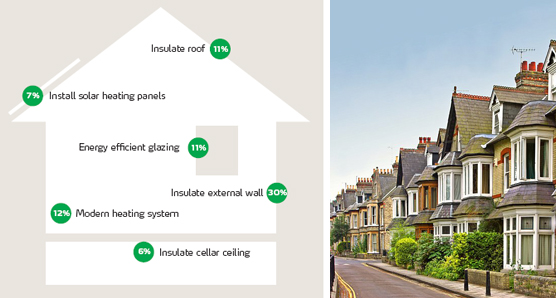 Insulate roof 11%
7% Install solar heating panels
Energy efficient glazing 11%
Insulate external wall 30%
12% Modern heating system
6% Insulate cellar ceiling